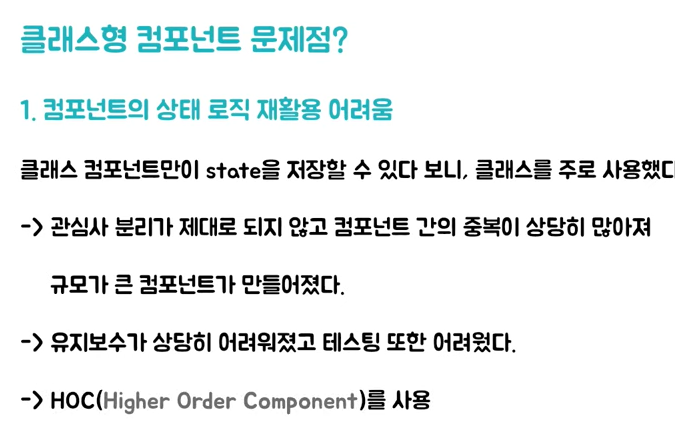 클래스형 컴포넌트 문제점?
1. 컴포넌트의 상태 로직 재활용 어려움
클래스 컴포넌트만이 state을 저장할 수 있다 보니, 클래스를 주로 사용했다
-> 관심사 분리가 제대로 되지 않고 컴포넌트 간의 중복이 상당히 많아져
규모가 큰 컴포넌트가 만들어졌다.
-> 유지보수가 상당히 어려워졌고 테스팅 또한 어려웠다.
-> HOC(Higher Order Component)를 사용